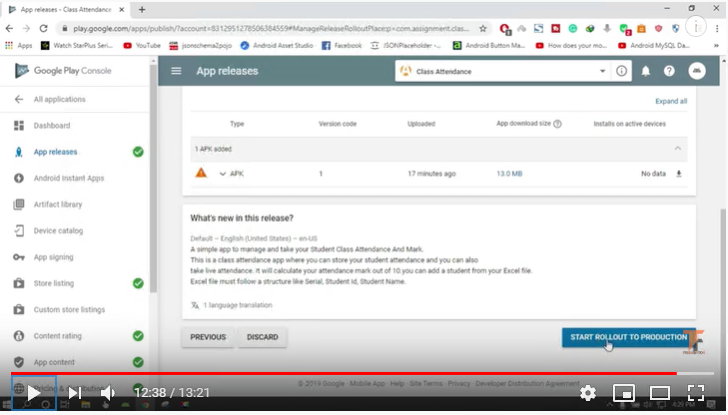 App releases - Class Attendance
play.google.com/apps/publish/?account=8312951278506384559#ManageReleaseRolloutPlace:p=com.assignment.clas...
Apps
Watch StarPlus Seri...
YouTube
jsonschema2pojo
Android Asset Studio
Facebook
JSONPlaceholder -...
Android Button Ma...
How does your mo...
Android MySQL Da...
Google Play Console
App releases
Class Attendance
All applications
Dashboard
App releases
Android Instant Apps
Artifact library
Device catalog
App signing
Store listing
Custom store listings
Content rating
App content
Pricing & distribution
Expand all
Type Version code Uploaded App download size Installs on active devices
1 APK added
APK 1 17 minutes ago 13.0 MB No data
What's new in this release?
Default – English (United States) – en-US
A simple app to manage and take your Student Class Attendance And Mark.
This is a class attendance app where you can store your student attendance and you can also
take live attendance. It will calculate your attendance mark out of 10.you can add a student from your Excel file.
Excel file must follow a structure like Serial, Student Id, Student Name.
1 language translation
PREVIOUS DISCARD START ROLLOUT TO PRODUCTION
© 2019 Google · Mobile App · Help · Site Terms · Privacy · Developer Distribution Agreement
12:38 / 13:21
4:29 PM